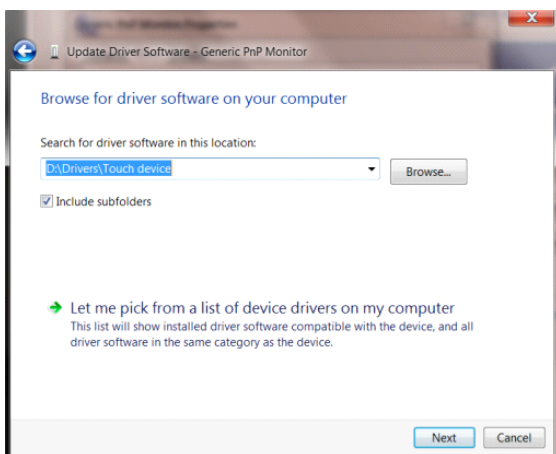 Update Driver Software - Generic PnP Monitor
Browse for driver software on your computer
Search for driver software in this location:
D:\Drivers\Touch device
Browse...
Include subfolders
Let me pick from a list of device drivers on my computer
This list will show installed driver software compatible with the device, and all
driver software in the same category as the device.
Next
Cancel